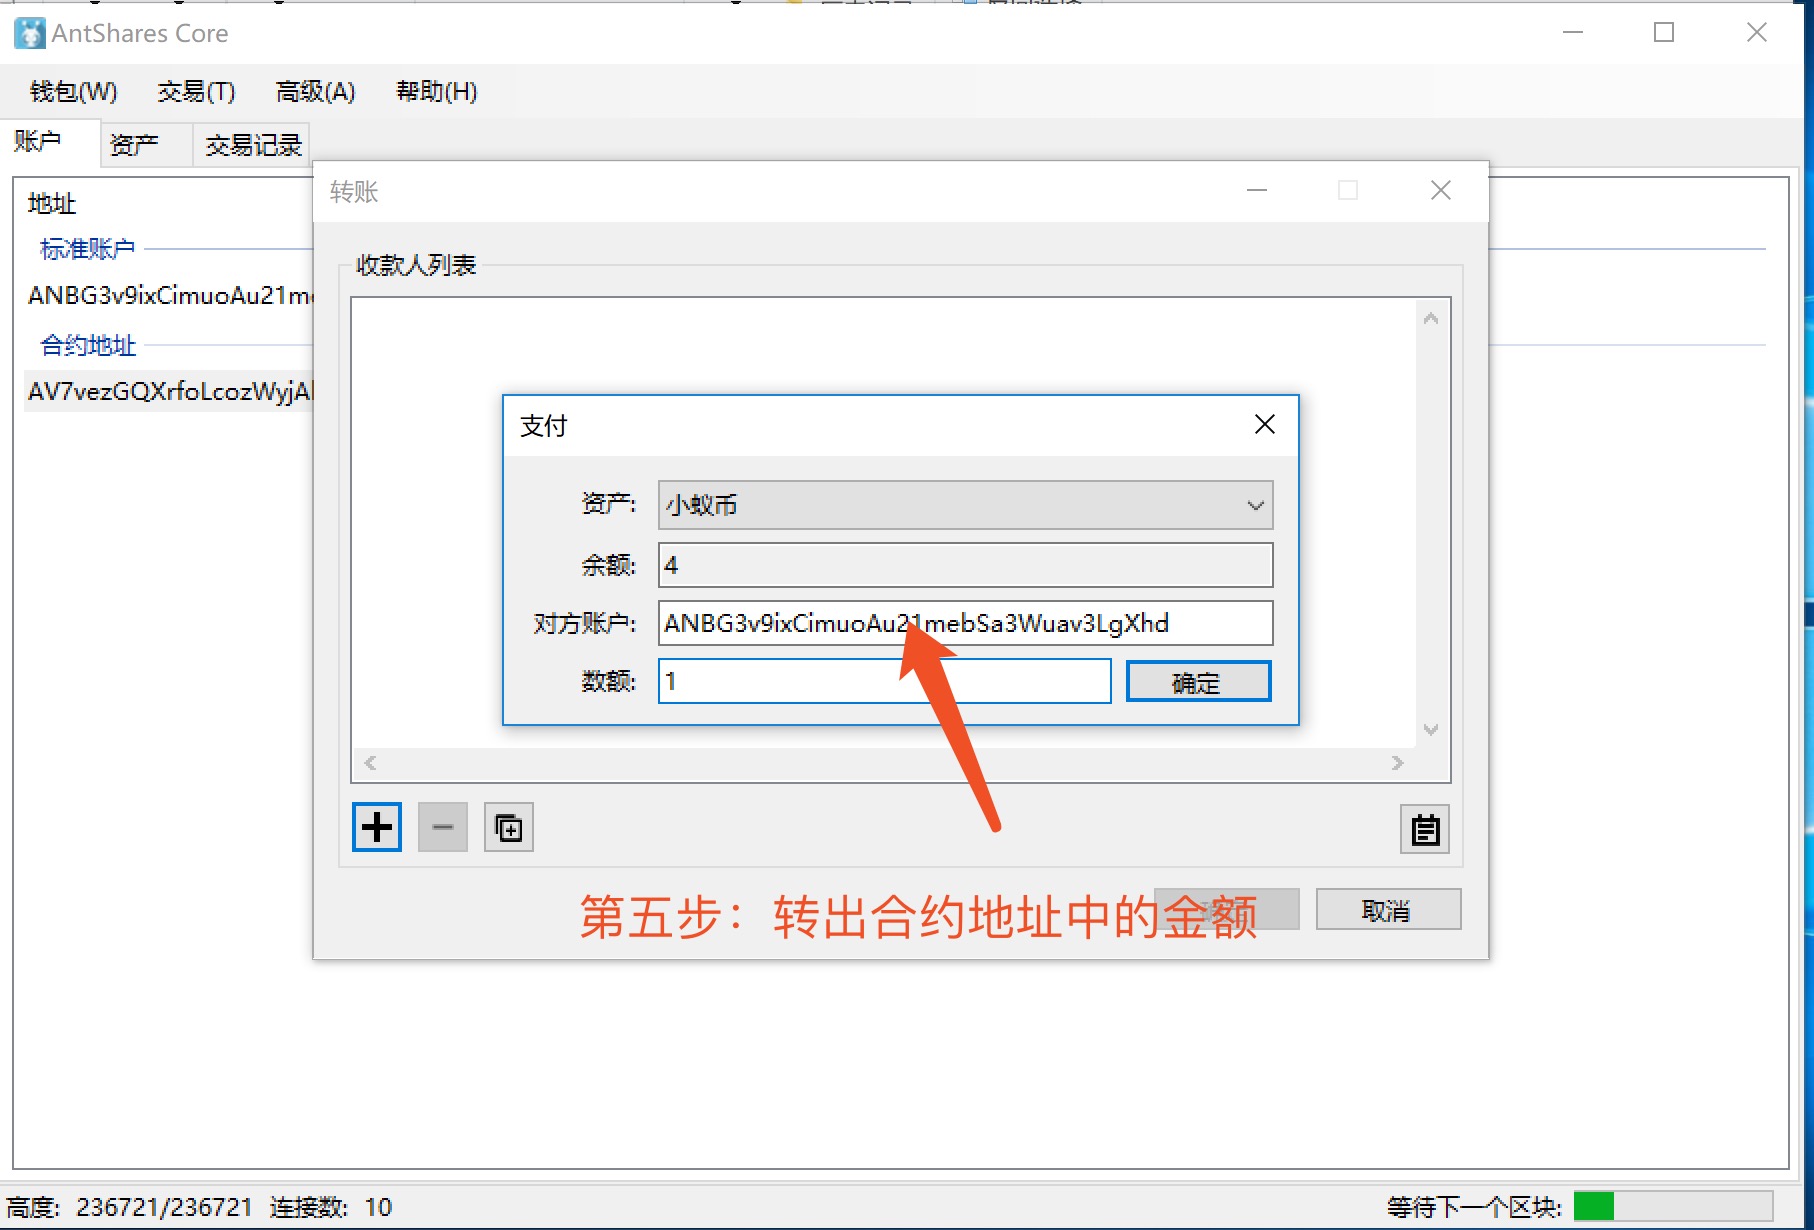 AntShares Core
钱包(W) 交易(T) 高级(A) 帮助(H)
账户 资产 交易记录
转账
地址
标准账户
收款人列表
ANBG3v9ixCimuoAu21m
合约地址
AV7vezGQXrfoLcozWyjA
支付
资产: 小蚁币
余额: 4
对方账户: ANBG3v9ixCimuoAu21mebSa3Wuav3LgXhd
数额: 1 确定
第五步：转出合约地址中的金额
取消
高度: 236721/236721 连接数: 10 等待下一个区块: